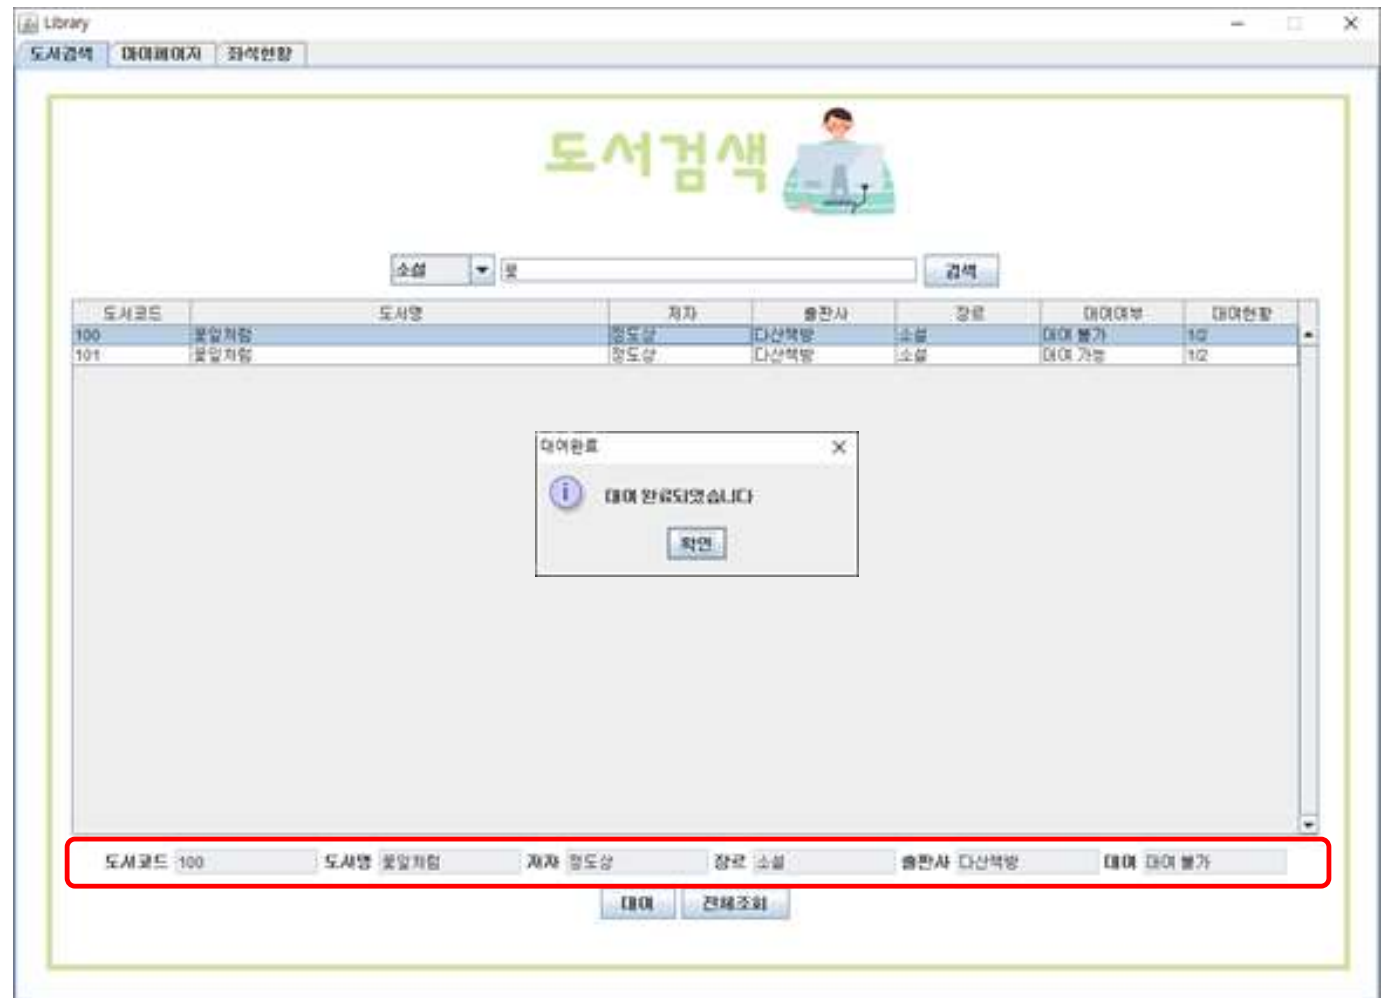 Library
도서검색 마이페이지 좌석현황
도서검색
소설 꽃 검색
도서코드 도서명 저자 출판사 장르 대여여부 대여현황
100 꽃잎처럼 정도상 다산책방 소설 대여 불가 1/2
101 꽃잎처럼 정도상 다산책방 소설 대여 가능 1/2
대여완료
대여 완료되었습니다
확인
도서코드 100 도서명 꽃잎처럼 저자 정도상 장르 소설 출판사 다산책방 대여 대여 불가
대여 전체조회